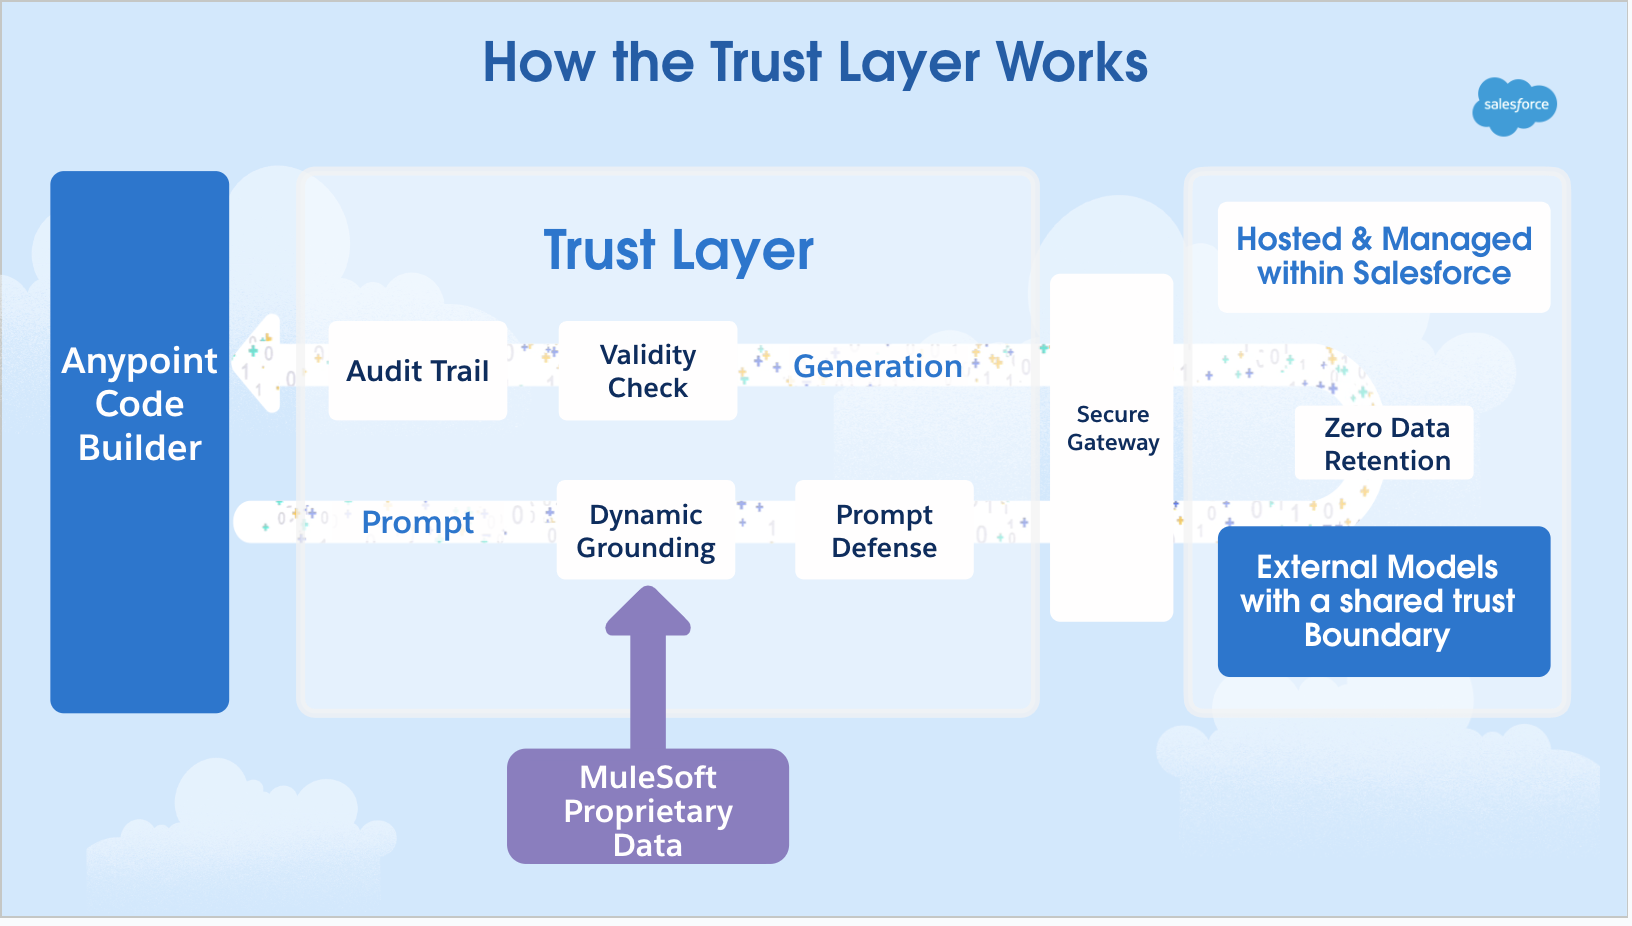 How the Trust Layer Works
salesforce
Anypoint
Code
Builder
Trust Layer
Audit Trail
Validity
Check
Generation
Prompt
Dynamic
Grounding
Prompt
Defense
MuleSoft
Proprietary
Data
Secure
Gateway
Hosted & Managed
within Salesforce
Zero Data
Retention
External Models
with a shared trust
Boundary